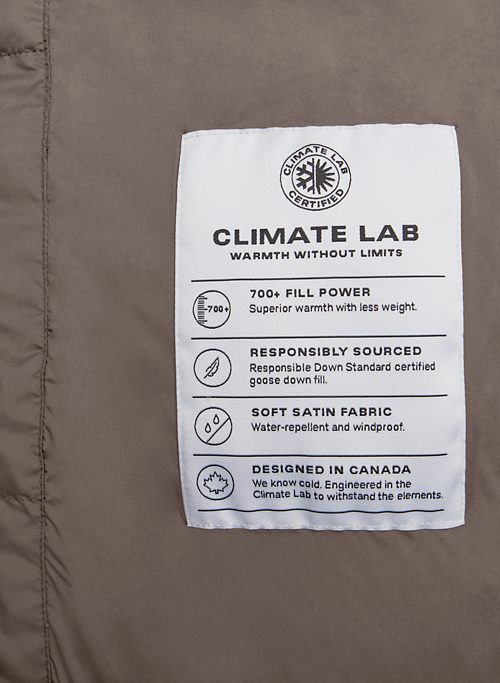 CLIMATE LAB
CERTIFIED
CLIMATE LAB
WARMTH WITHOUT LIMITS
-700+
700+ FILL POWER
Superior warmth with less weight.
RESPONSIBLY SOURCED
Responsible Down Standard certified
goose down fill.
SOFT SATIN FABRIC
Water-repellent and windproof.
DESIGNED IN CANADA
We know cold. Engineered in the
Climate Lab to withstand the elements.